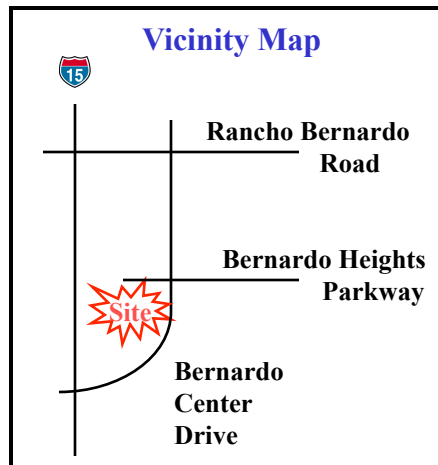 Vicinity Map
15
Rancho Bernardo
Road
Bernardo Heights
Parkway
Site
Bernardo
Center
Drive